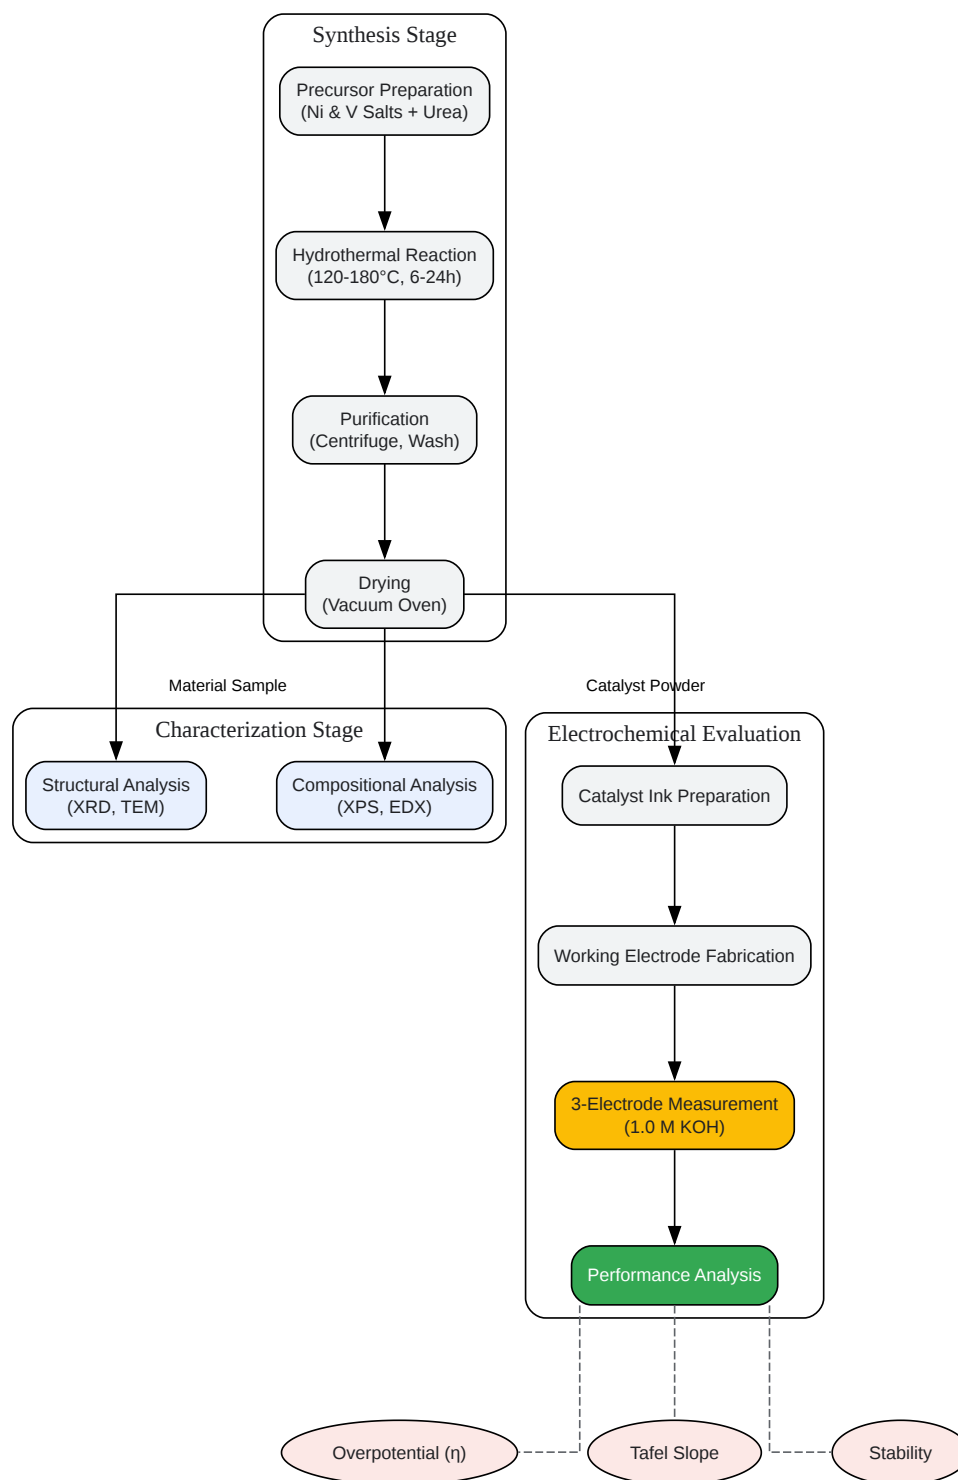 Synthesis Stage
Precursor Preparation
(Ni & V Salts + Urea)
Hydrothermal Reaction
(120-180°C, 6-24h)
Purification
(Centrifuge, Wash)
Drying
(Vacuum Oven)
Material Sample
Catalyst Powder
Characterization Stage
Structural Analysis
(XRD, TEM)
Compositional Analysis
(XPS, EDX)
Electrochemical Evaluation
Catalyst Ink Preparation
Working Electrode Fabrication
3-Electrode Measurement
(1.0 M KOH)
Performance Analysis
Overpotential (η)
Tafel Slope
Stability